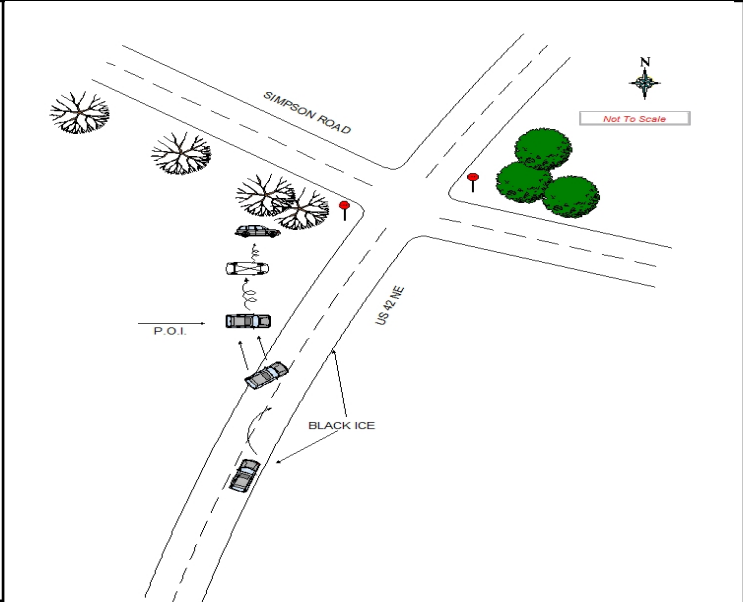 N
Not To Scale
SIMPSON ROAD
US 42 NE
P.O.I.
BLACK ICE